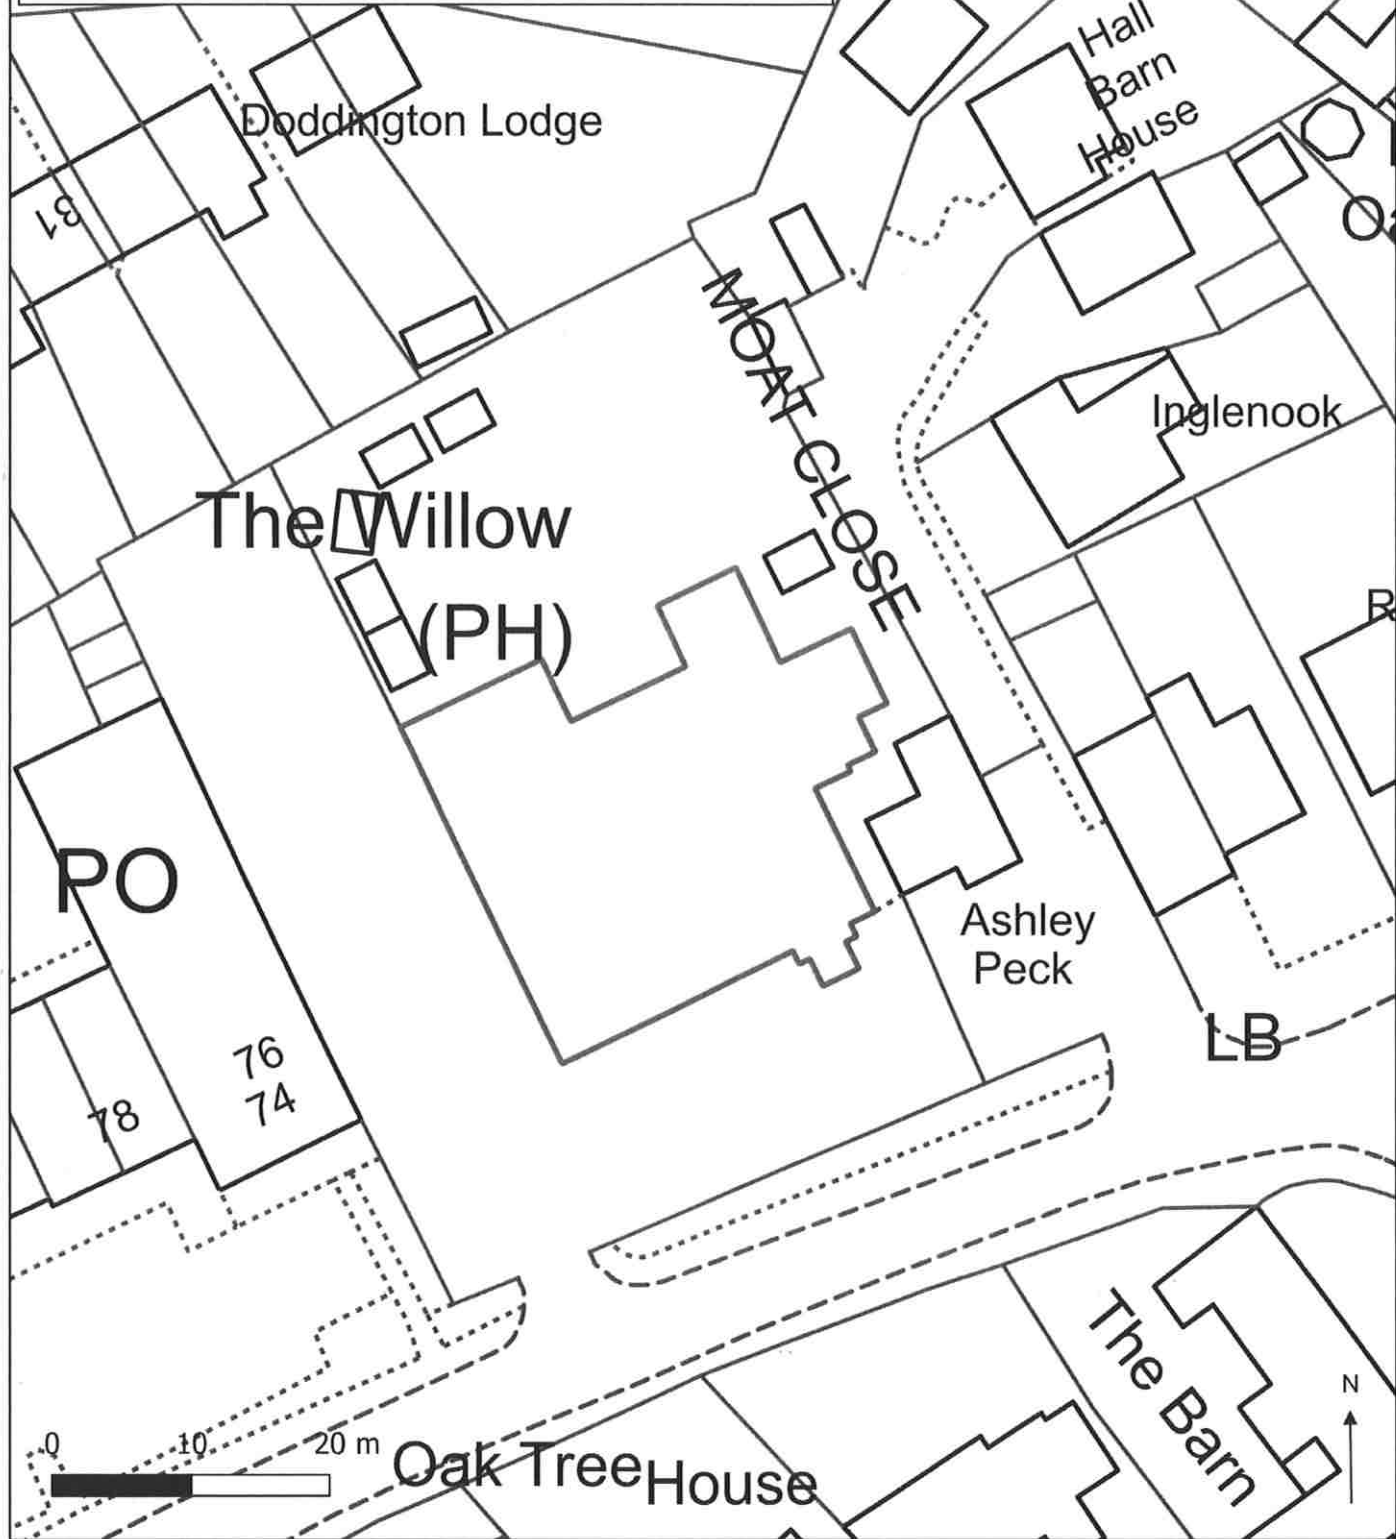 Hall
Barn
House
Doddington Lodge
31
MOAT CLOSE
Inglenook
The Willow
(PH)
PO
Ashley
Peck
LB
76
74
78
The Barn
N
0 10 20 m
Oak Tree House